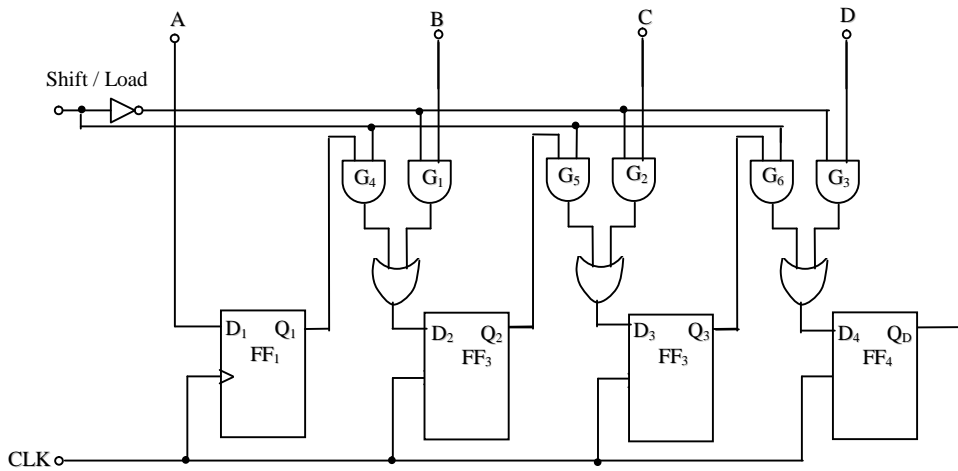 A B C D
Shift / Load
G₄ G₁ G₅ G₂ G₆ G₃
D₁ Q₁ D₂ Q₂ D₃ Q₃ D₄ Q_D
FF₁ FF₃ FF₃ FF₄
CLK